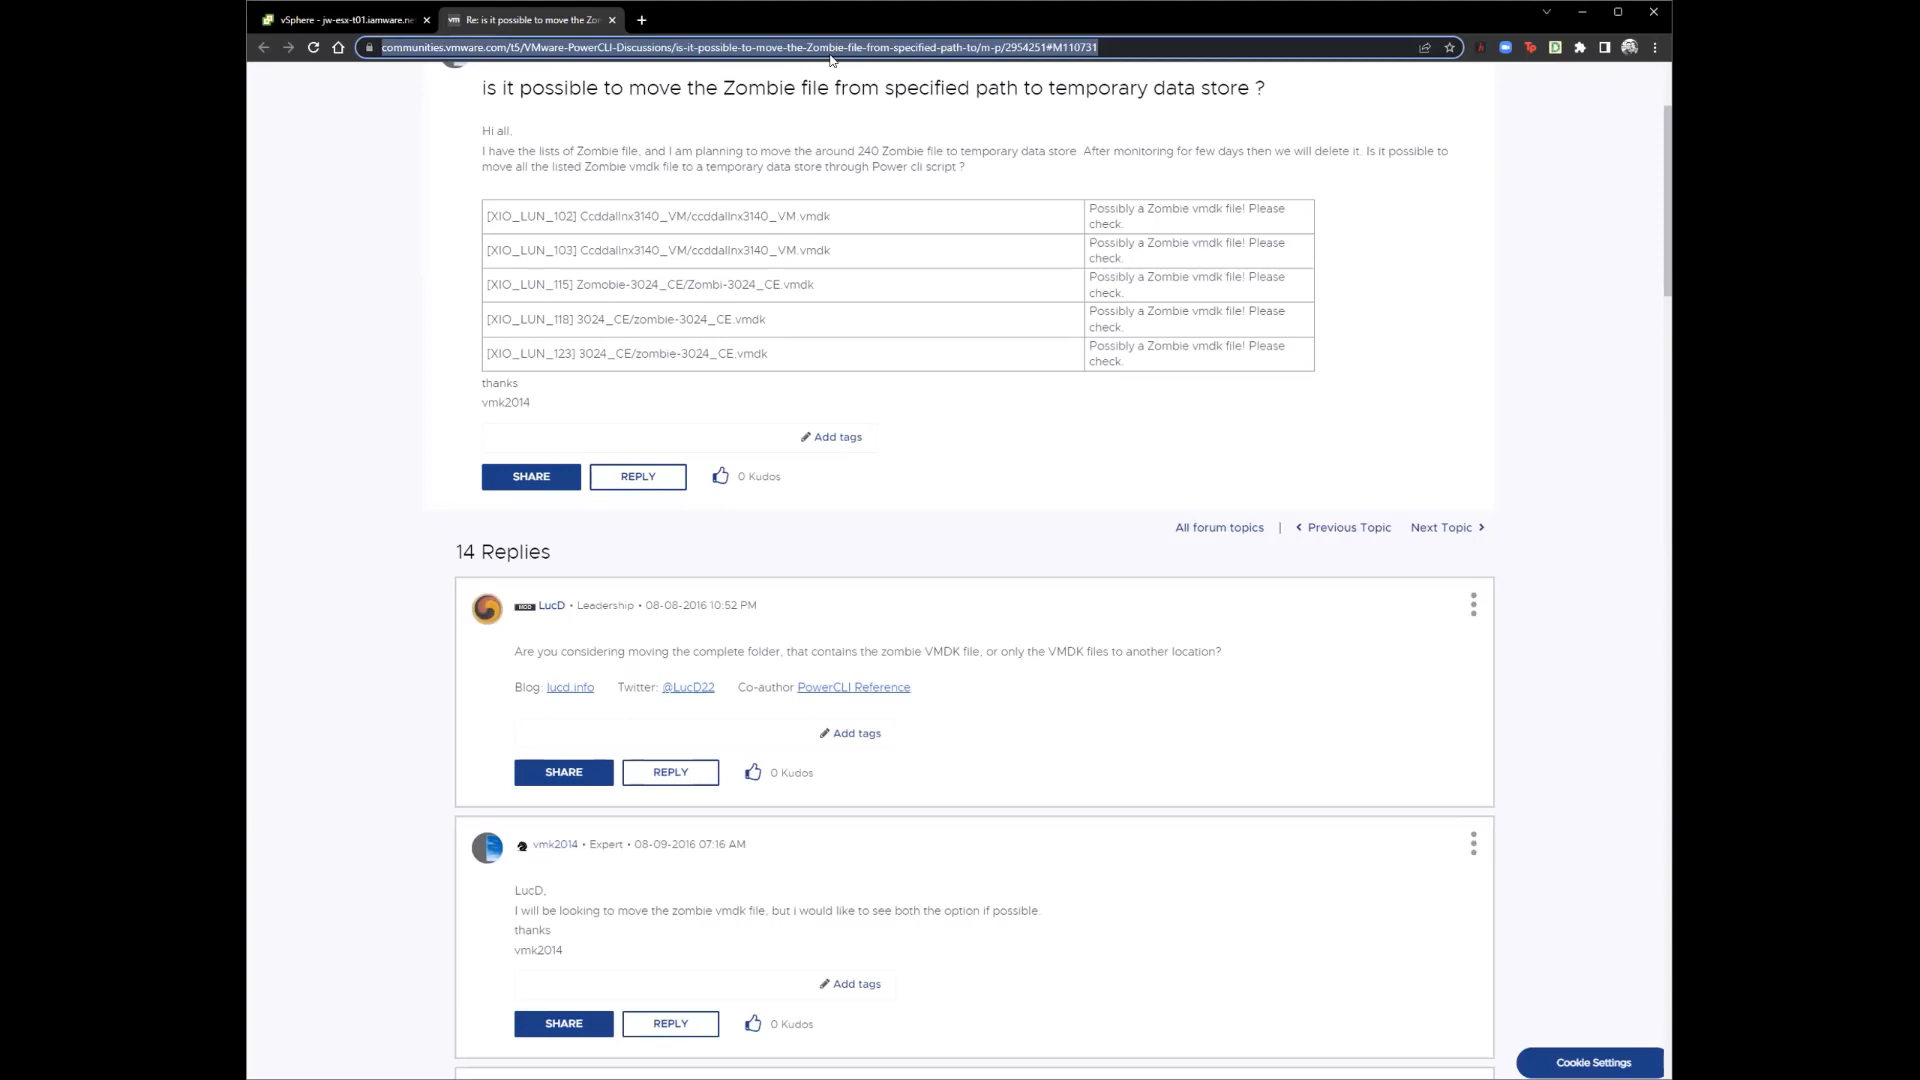 vSphere - jw-esx-t01.iamware.ne
vm Re: is it possible to move the Zor
communities.vmware.com/t5/VMware-PowerCLI-Discussions/is-it-possible-to-move-the-Zombie-file-from-specified-path-to/m-p/2954251#M110731
is it possible to move the Zombie file from specified path to temporary data store ?
Hi all,
I have the lists of Zombie file, and I am planning to move the around 240 Zombie file to temporary data store. After monitoring for few days then we will delete it. Is it possible to
move all the listed Zombie vmdk file to a temporary data store through Power cli script ?
[XIO_LUN_102] Ccddallnx3140_VM/ccddallnx3140_VM.vmdk
Possibly a Zombie vmdk file! Please
check.
[XIO_LUN_103] Ccddallnx3140_VM/ccddallnx3140_VM.vmdk
Possibly a Zombie vmdk file! Please
check.
[XIO_LUN_115] Zomobie-3024_CE/Zombi-3024_CE.vmdk
Possibly a Zombie vmdk file! Please
check.
[XIO_LUN_118] 3024_CE/zombie-3024_CE.vmdk
Possibly a Zombie vmdk file! Please
check.
[XIO_LUN_123] 3024_CE/zombie-3024_CE.vmdk
Possibly a Zombie vmdk file! Please
check.
thanks
vmk2014
Add tags
SHARE REPLY 0 Kudos
All forum topics | Previous Topic Next Topic
14 Replies
MOD LucD • Leadership • 08-08-2016 10:52 PM
Are you considering moving the complete folder, that contains the zombie VMDK file, or only the VMDK files to another location?
Blog: lucd.info Twitter: @LucD22 Co-author PowerCLI Reference
Add tags
SHARE REPLY 0 Kudos
vmk2014 • Expert • 08-09-2016 07:16 AM
LucD,
I will be looking to move the zombie vmdk file, but i would like to see both the option if possible.
thanks
vmk2014
Add tags
SHARE REPLY 0 Kudos
Cookie Settings